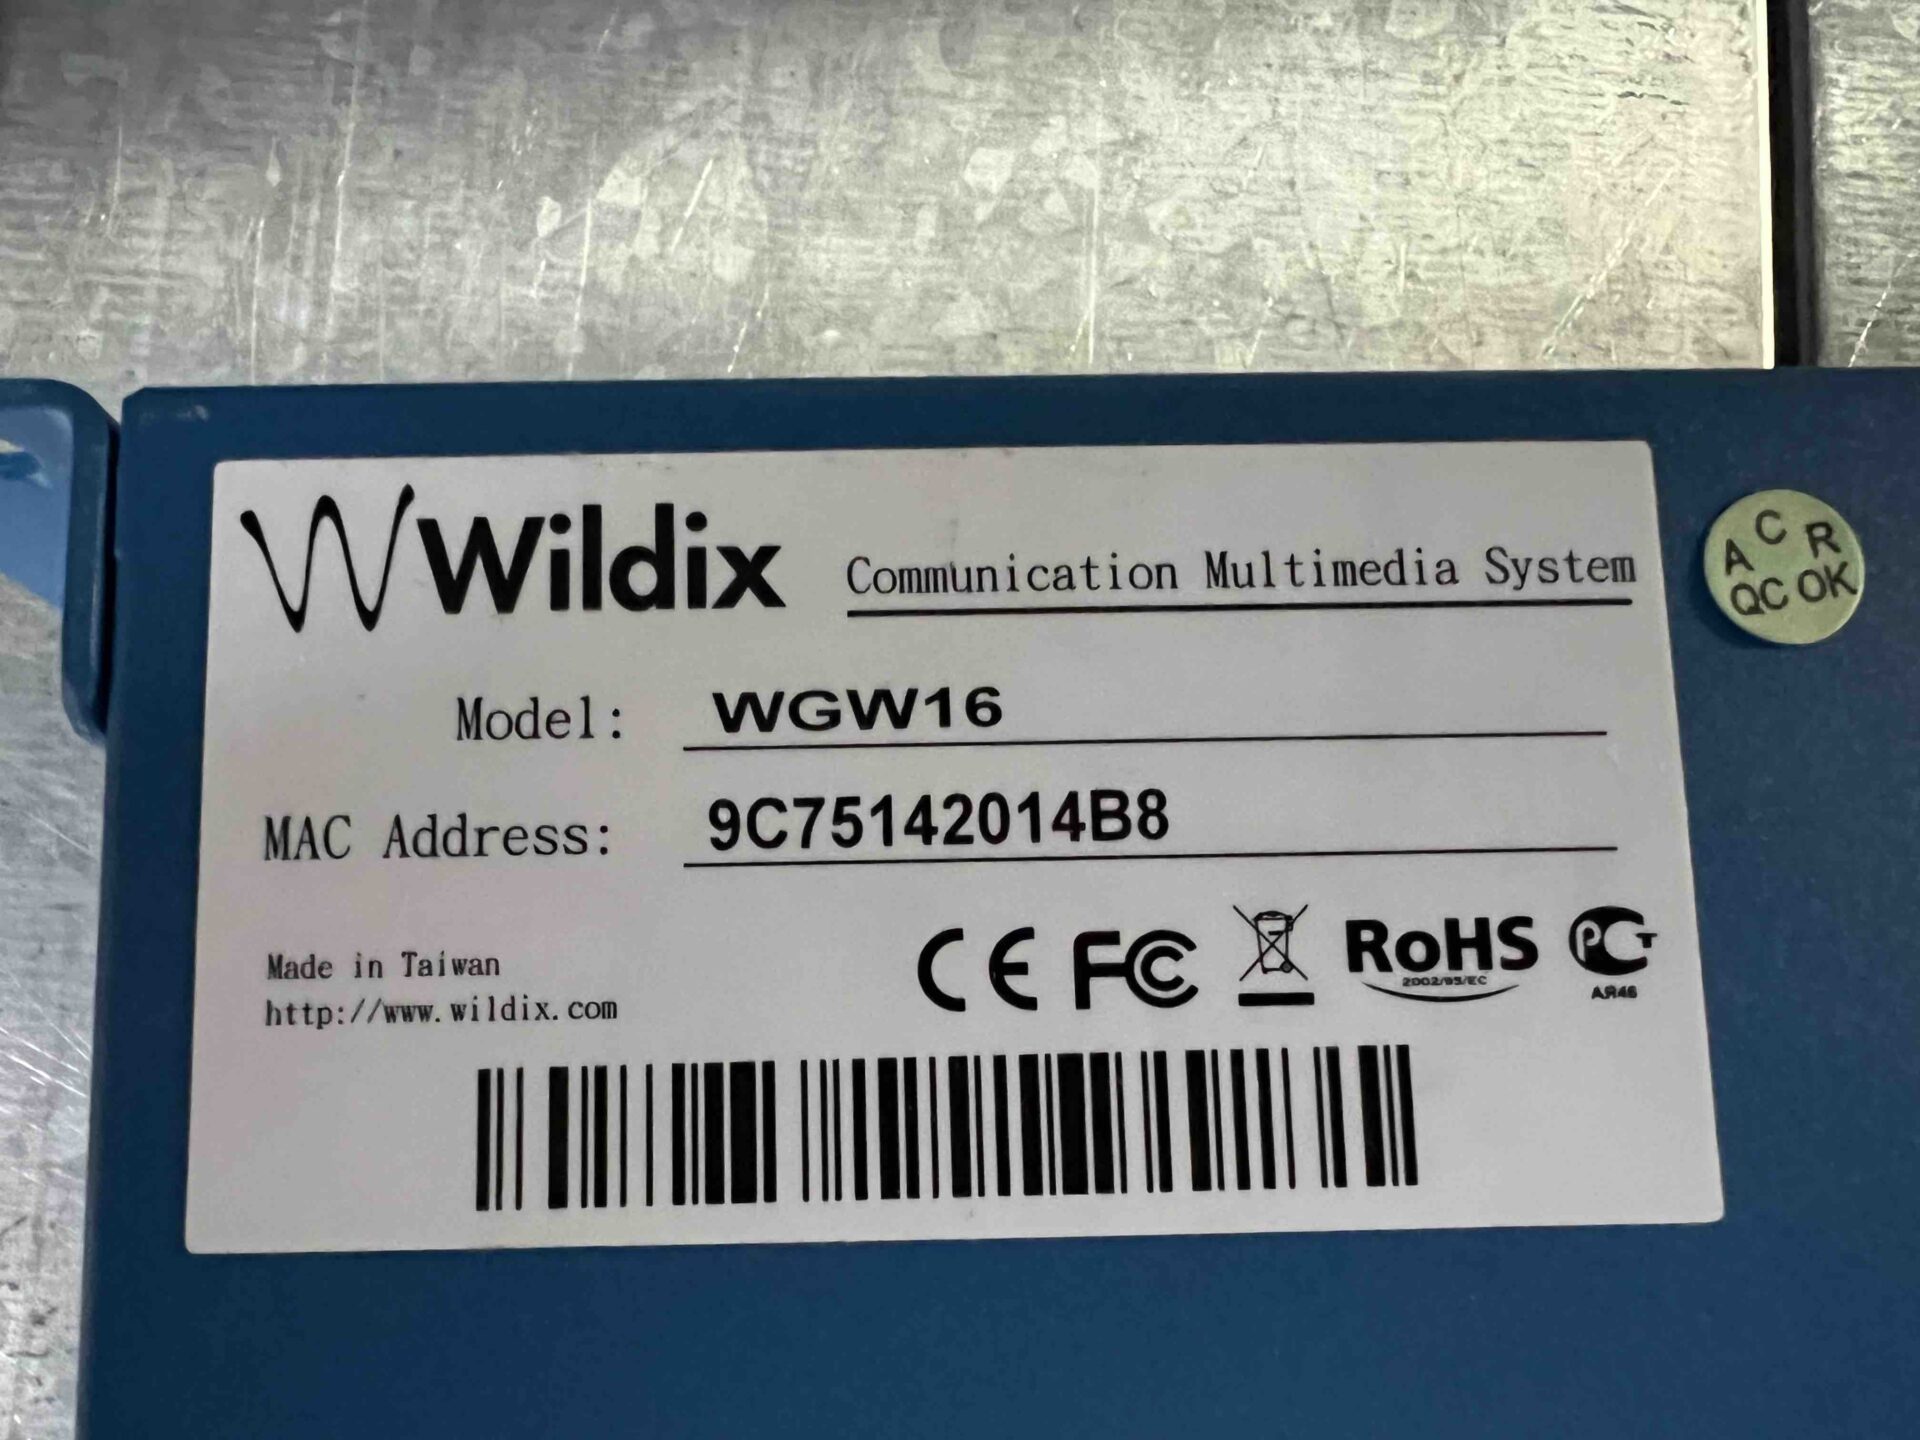 Wildix Communication Multimedia System
Model: WGW16
MAC Address: 9C75142014B8
Made in Taiwan
http://www.wildix.com
CE FC RoHS PCT
2002/95/EC
AR46
A C R
QC OK